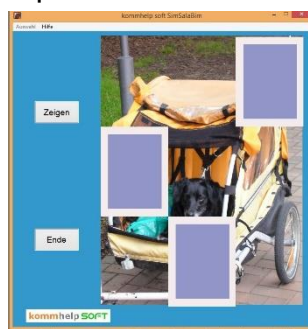 kommhelp.soft SimSalaBim
Auswahl Hilfe
Zeigen
Ende
kommhelp SOFT